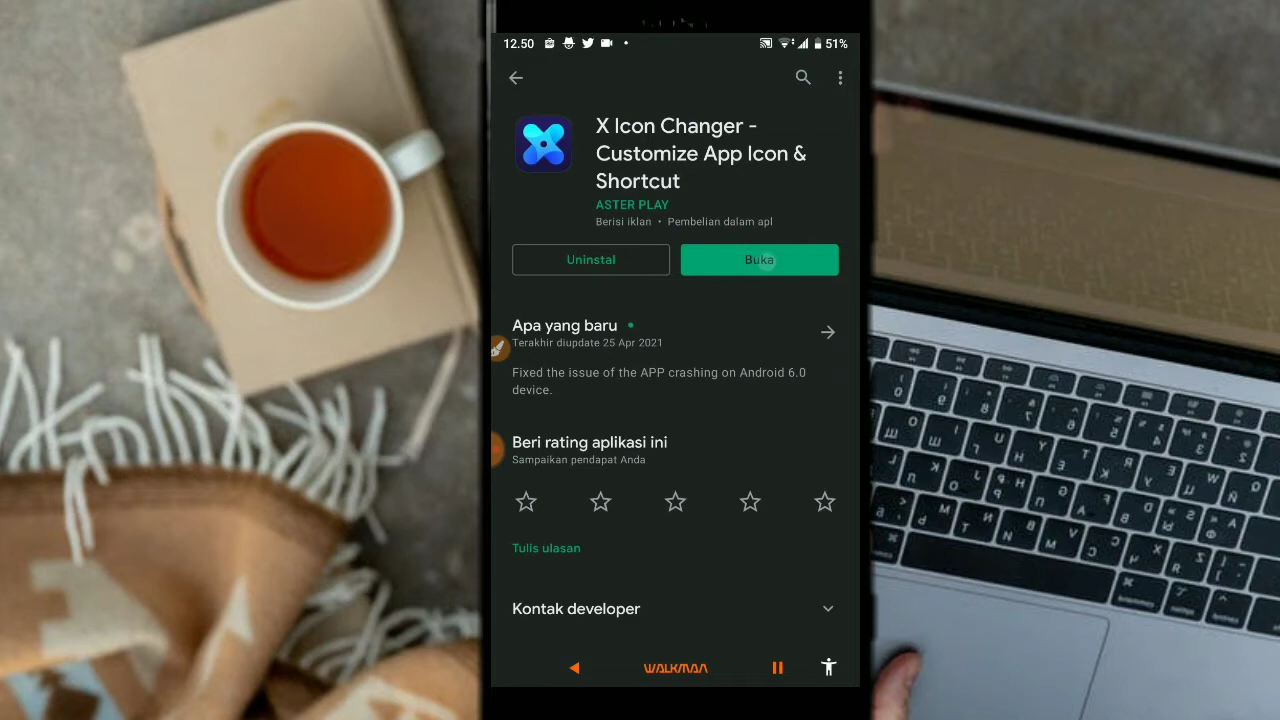 12.50
51%
X Icon Changer -
Customize App Icon &
Shortcut
ASTER PLAY
Berisi iklan • Pembelian dalam apl
Uninstal
Buka
Apa yang baru
Terakhir diupdate 25 Apr 2021
Fixed the issue of the APP crashing on Android 6.0
device.
Beri rating aplikasi ini
Sampaikan pendapat Anda
Tulis ulasan
Kontak developer
WALKMAN